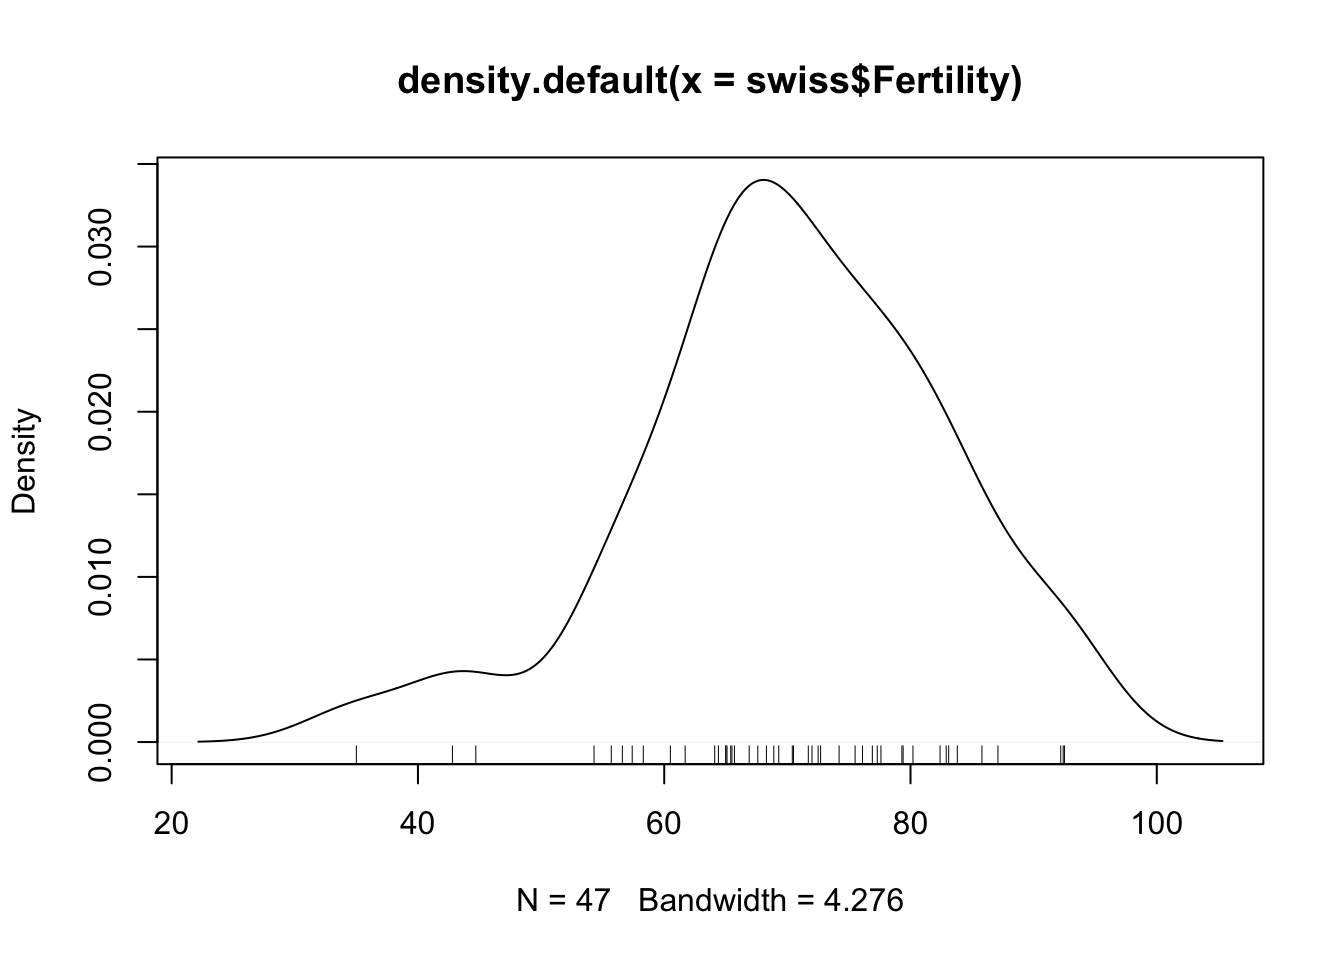 density.default(x = swiss$Fertility)
Density
0.030
0.020
0.010
0.000
20 40 60 80 100
N = 47 Bandwidth = 4.276